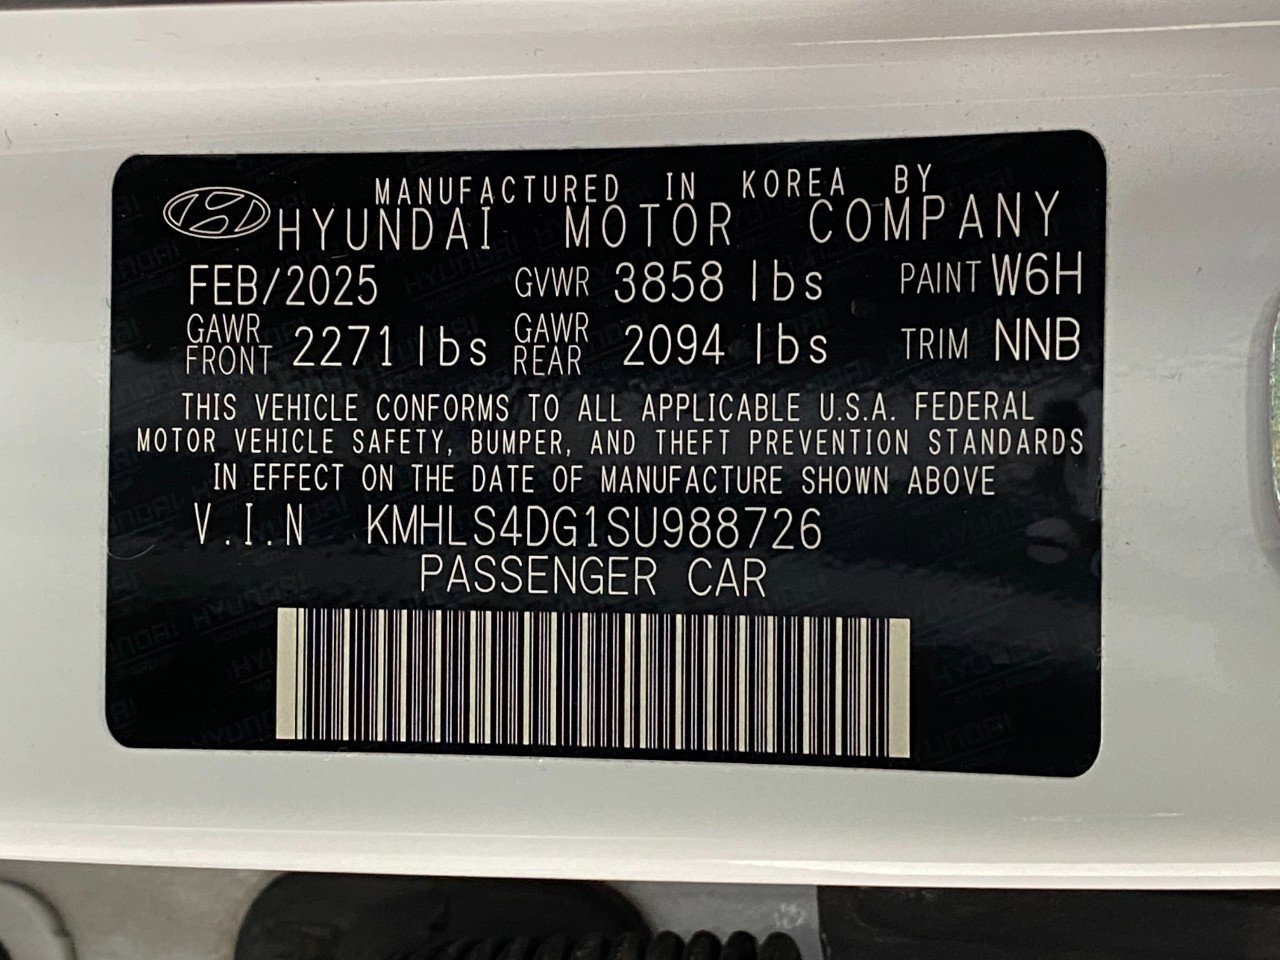 MANUFACTURED IN KOREA BY
HYUNDAI MOTOR COMPANY
FEB/2025 GVWR 3858 lbs PAINT W6H
GAWR FRONT 2271 lbs GAWR REAR 2094 lbs TRIM NNB
THIS VEHICLE CONFORMS TO ALL APPLICABLE U.S.A. FEDERAL
MOTOR VEHICLE SAFETY, BUMPER, AND THEFT PREVENTION STANDARDS
IN EFFECT ON THE DATE OF MANUFACTURE SHOWN ABOVE
V.I.N KMHLS4DG1SU988726
PASSENGER CAR